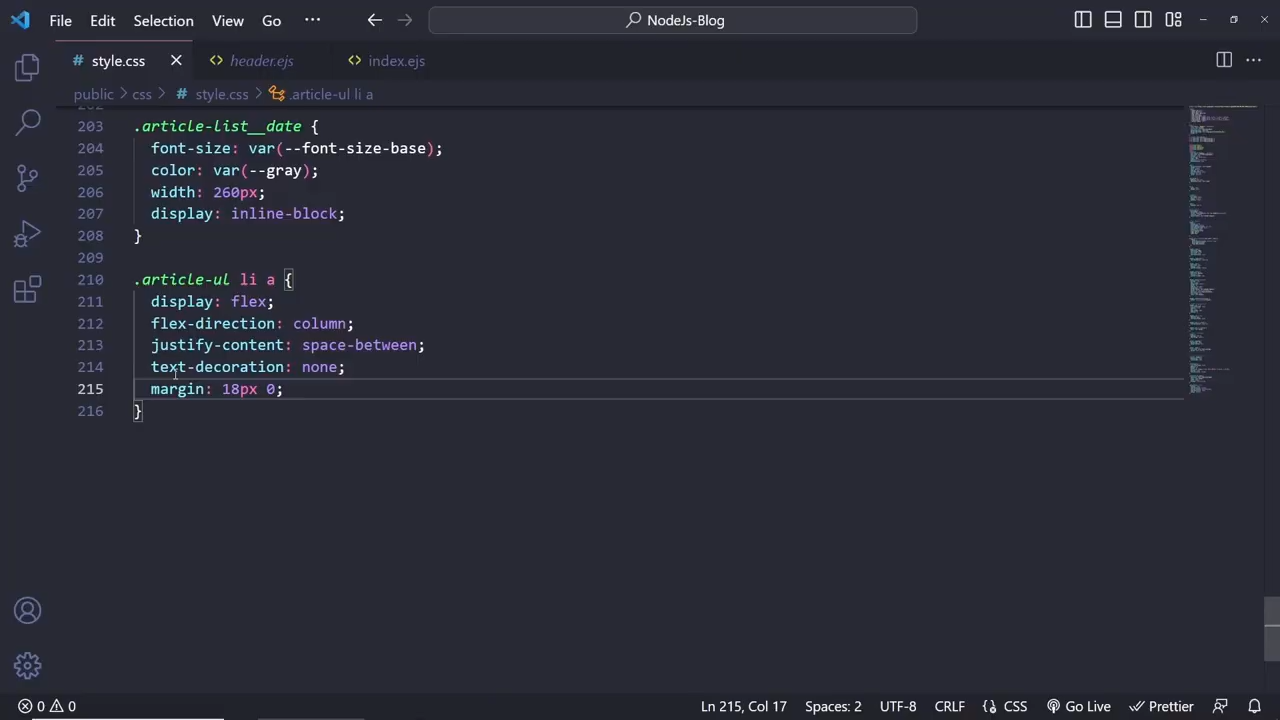 File Edit Selection View Go ··· NodeJs-Blog
# style.css header.ejs index.ejs
public > css > # style.css > .article-ul li a
203 .article-list__date {
204 font-size: var(--font-size-base);
205 color: var(--gray);
206 width: 260px;
207 display: inline-block;
208 }
209
210 .article-ul li a {
211 display: flex;
212 flex-direction: column;
213 justify-content: space-between;
214 text-decoration: none;
215 margin: 18px 0;
216 }
0 0 Ln 215, Col 17 Spaces: 2 UTF-8 CRLF {} CSS Go Live Prettier